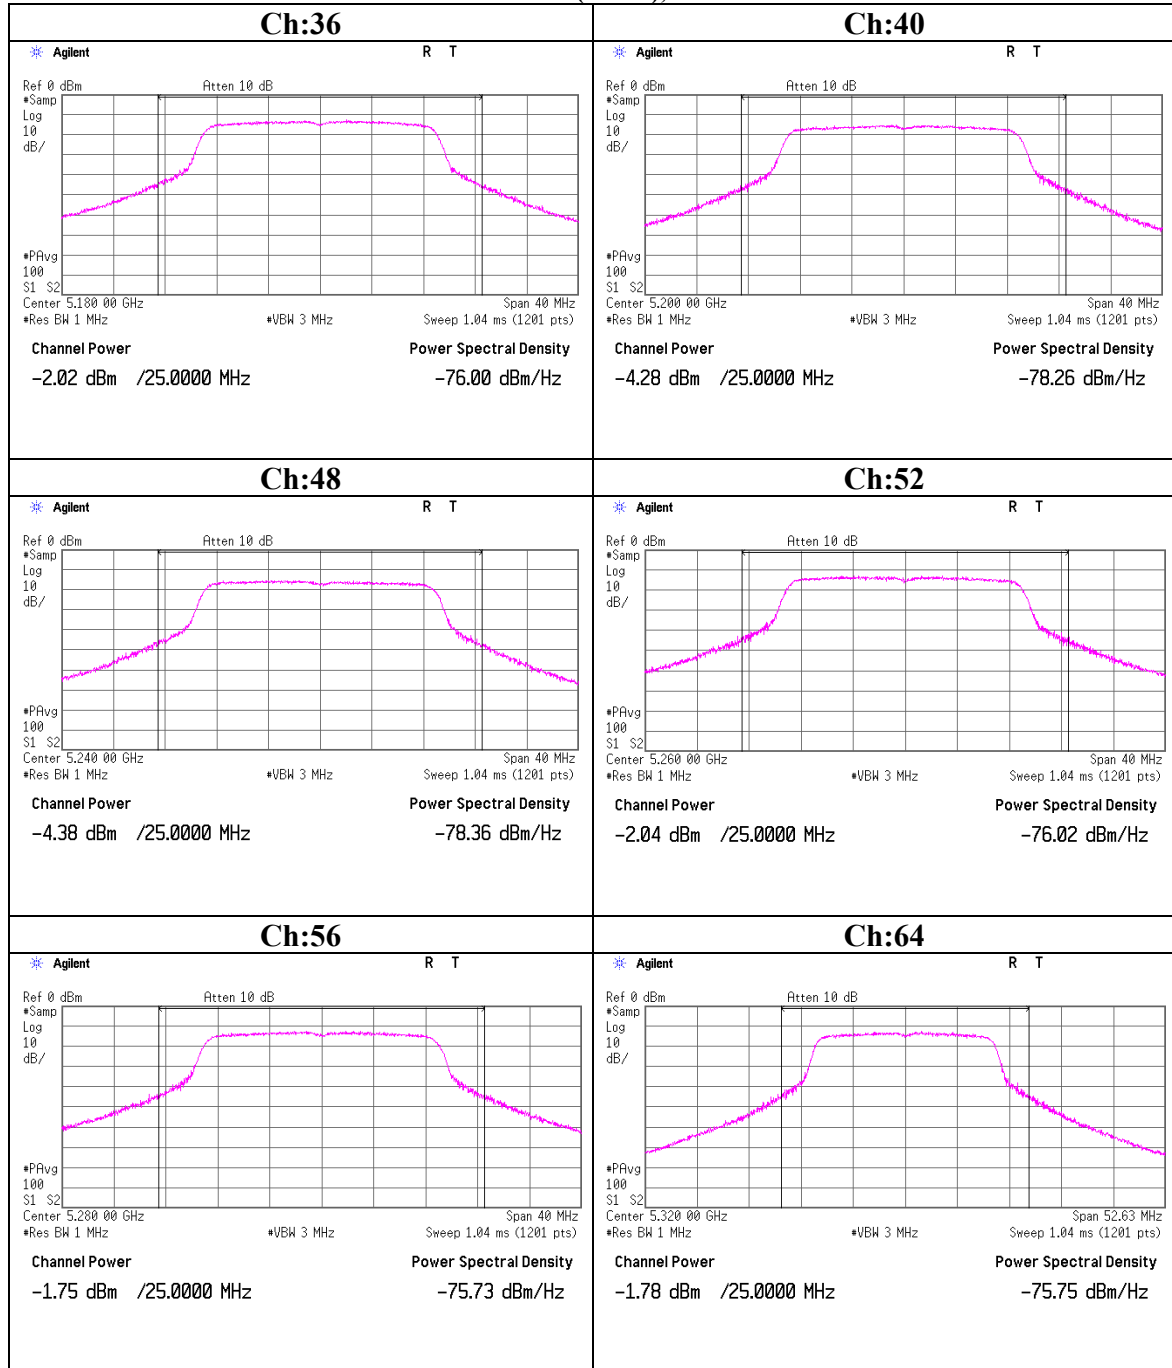 Ch:36
Agilent
R T
Ref 0 dBm
Atten 10 dB
#Samp
Log
10
dB/
#PAvg
100
S1 S2
Center 5.180 00 GHz
Span 40 MHz
#Res BW 1 MHz
#VBW 3 MHz
Sweep 1.04 ms (1201 pts)
Channel Power
Power Spectral Density
-2.02 dBm /25.0000 MHz
-76.00 dBm/Hz
Ch:40
Agilent
R T
Ref 0 dBm
Atten 10 dB
#Samp
Log
10
dB/
#PAvg
100
S1 S2
Center 5.200 00 GHz
Span 40 MHz
#Res BW 1 MHz
#VBW 3 MHz
Sweep 1.04 ms (1201 pts)
Channel Power
Power Spectral Density
-4.28 dBm /25.0000 MHz
-78.26 dBm/Hz
Ch:48
Agilent
R T
Ref 0 dBm
Atten 10 dB
#Samp
Log
10
dB/
#PAvg
100
S1 S2
Center 5.240 00 GHz
Span 40 MHz
#Res BW 1 MHz
#VBW 3 MHz
Sweep 1.04 ms (1201 pts)
Channel Power
Power Spectral Density
-4.38 dBm /25.0000 MHz
-78.36 dBm/Hz
Ch:52
Agilent
R T
Ref 0 dBm
Atten 10 dB
#Samp
Log
10
dB/
#PAvg
100
S1 S2
Center 5.260 00 GHz
Span 40 MHz
#Res BW 1 MHz
#VBW 3 MHz
Sweep 1.04 ms (1201 pts)
Channel Power
Power Spectral Density
-2.04 dBm /25.0000 MHz
-76.02 dBm/Hz
Ch:56
Agilent
R T
Ref 0 dBm
Atten 10 dB
#Samp
Log
10
dB/
#PAvg
100
S1 S2
Center 5.280 00 GHz
Span 40 MHz
#Res BW 1 MHz
#VBW 3 MHz
Sweep 1.04 ms (1201 pts)
Channel Power
Power Spectral Density
-1.75 dBm /25.0000 MHz
-75.73 dBm/Hz
Ch:64
Agilent
R T
Ref 0 dBm
Atten 10 dB
#Samp
Log
10
dB/
#PAvg
100
S1 S2
Center 5.320 00 GHz
Span 52.63 MHz
#Res BW 1 MHz
#VBW 3 MHz
Sweep 1.04 ms (1201 pts)
Channel Power
Power Spectral Density
-1.78 dBm /25.0000 MHz
-75.75 dBm/Hz